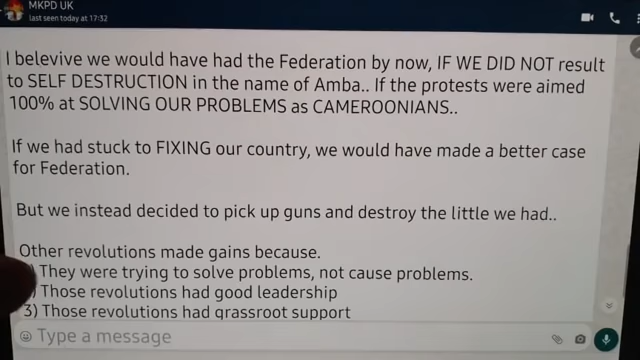 MKPD UK
last seen today at 17:32
I belevive we would have had the Federation by now, IF WE DID NOT result
to SELF DESTRUCTION in the name of Amba.. If the protests were aimed
100% at SOLVING OUR PROBLEMS as CAMEROONIANS..
If we had stuck to FIXING our country, we would have made a better case
for Federation.
But we instead decided to pick up guns and destroy the little we had..
Other revolutions made gains because.
) They were trying to solve problems, not cause problems.
) Those revolutions had good leadership
3) Those revolutions had grassroot support
Type a message